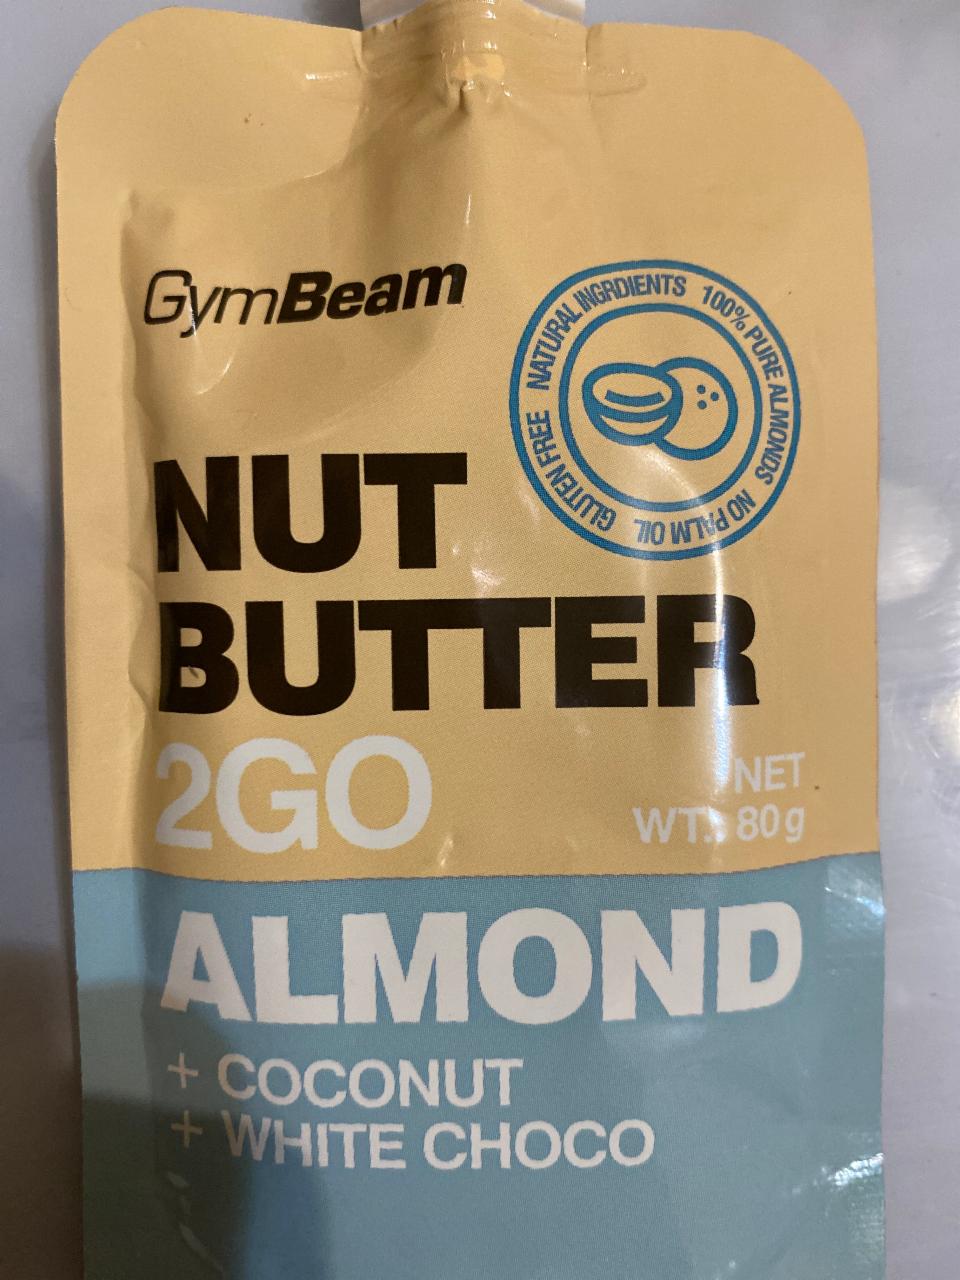 GymBeam
NATURAL INGRDIENTS 100% PURE ALMONDS NO PALM OIL GLUTEN FREE
NUT
BUTTER
2GO
NET
WT.: 80g
ALMOND
+ COCONUT
+ WHITE CHOCO